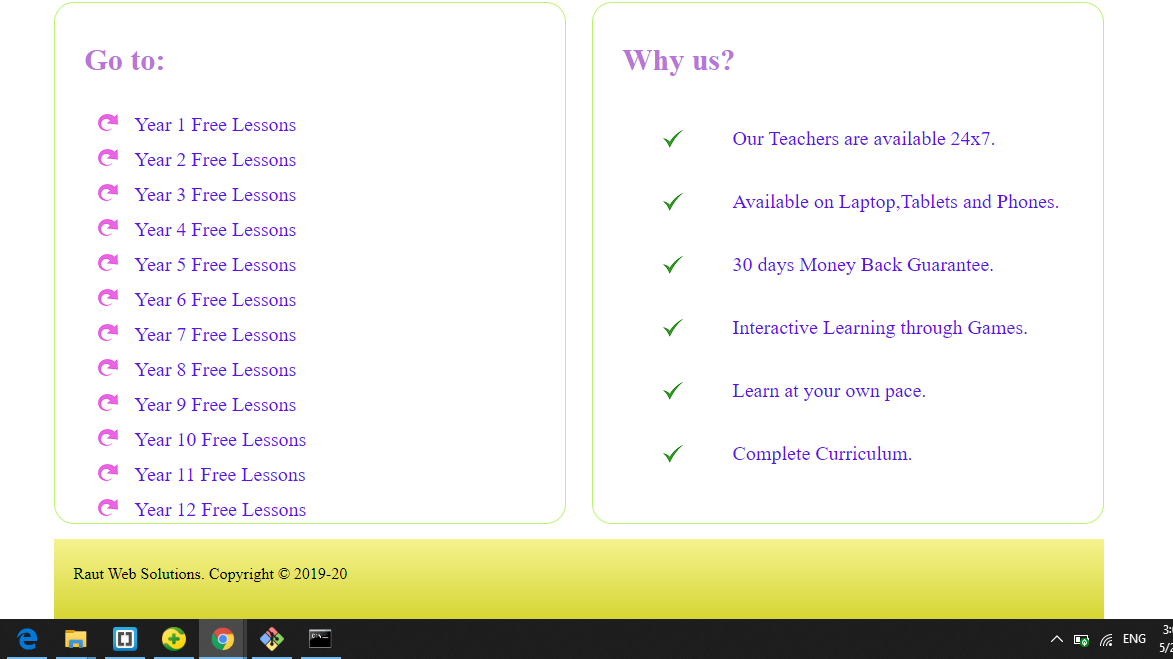 Go to:
Year 1 Free Lessons
Year 2 Free Lessons
Year 3 Free Lessons
Year 4 Free Lessons
Year 5 Free Lessons
Year 6 Free Lessons
Year 7 Free Lessons
Year 8 Free Lessons
Year 9 Free Lessons
Year 10 Free Lessons
Year 11 Free Lessons
Year 12 Free Lessons
Why us?
Our Teachers are available 24x7.
Available on Laptop,Tablets and Phones.
30 days Money Back Guarantee.
Interactive Learning through Games.
Learn at your own pace.
Complete Curriculum.
Raut Web Solutions. Copyright © 2019-20
ENG